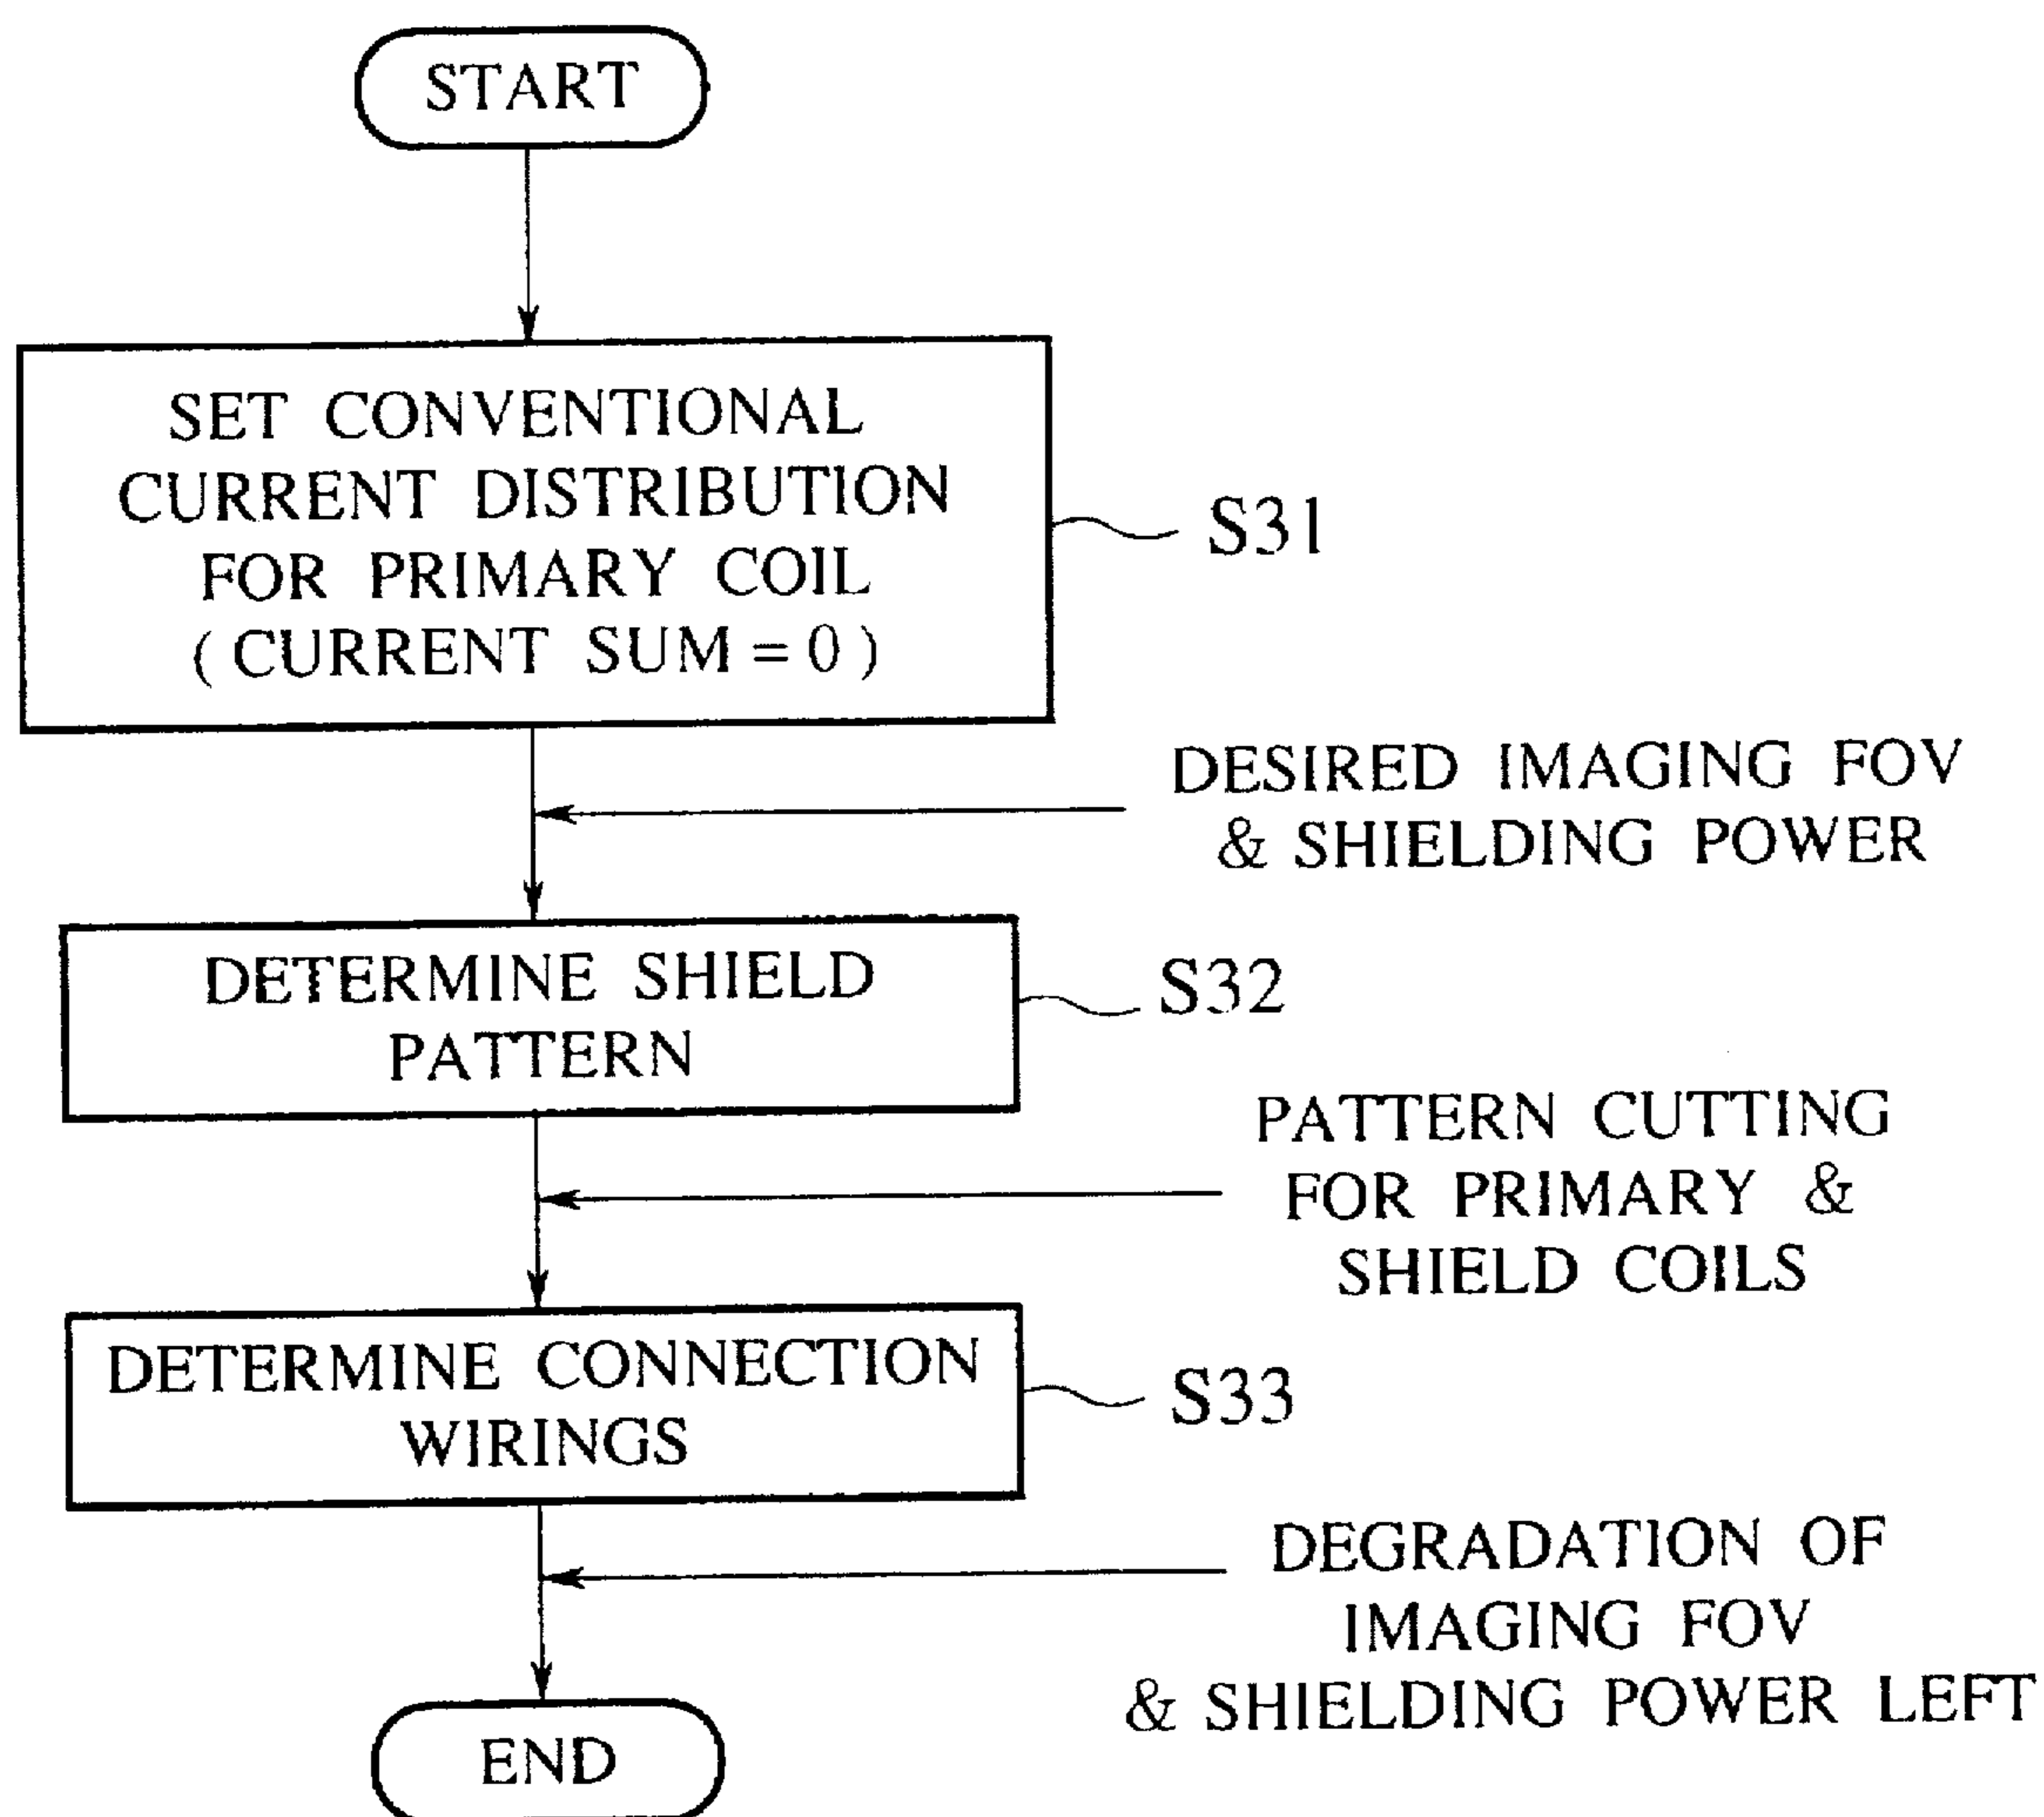 START
SET CONVENTIONAL
CURRENT DISTRIBUTION
FOR PRIMARY COIL
( CURRENT SUM = 0 )
S31
DESIRED IMAGING FOV
& SHIELDING POWER
DETERMINE SHIELD
PATTERN
S32
PATTERN CUTTING
FOR PRIMARY &
SHIELD COILS
DETERMINE CONNECTION
WIRINGS
S33
DEGRADATION OF
IMAGING FOV
& SHIELDING POWER LEFT
END